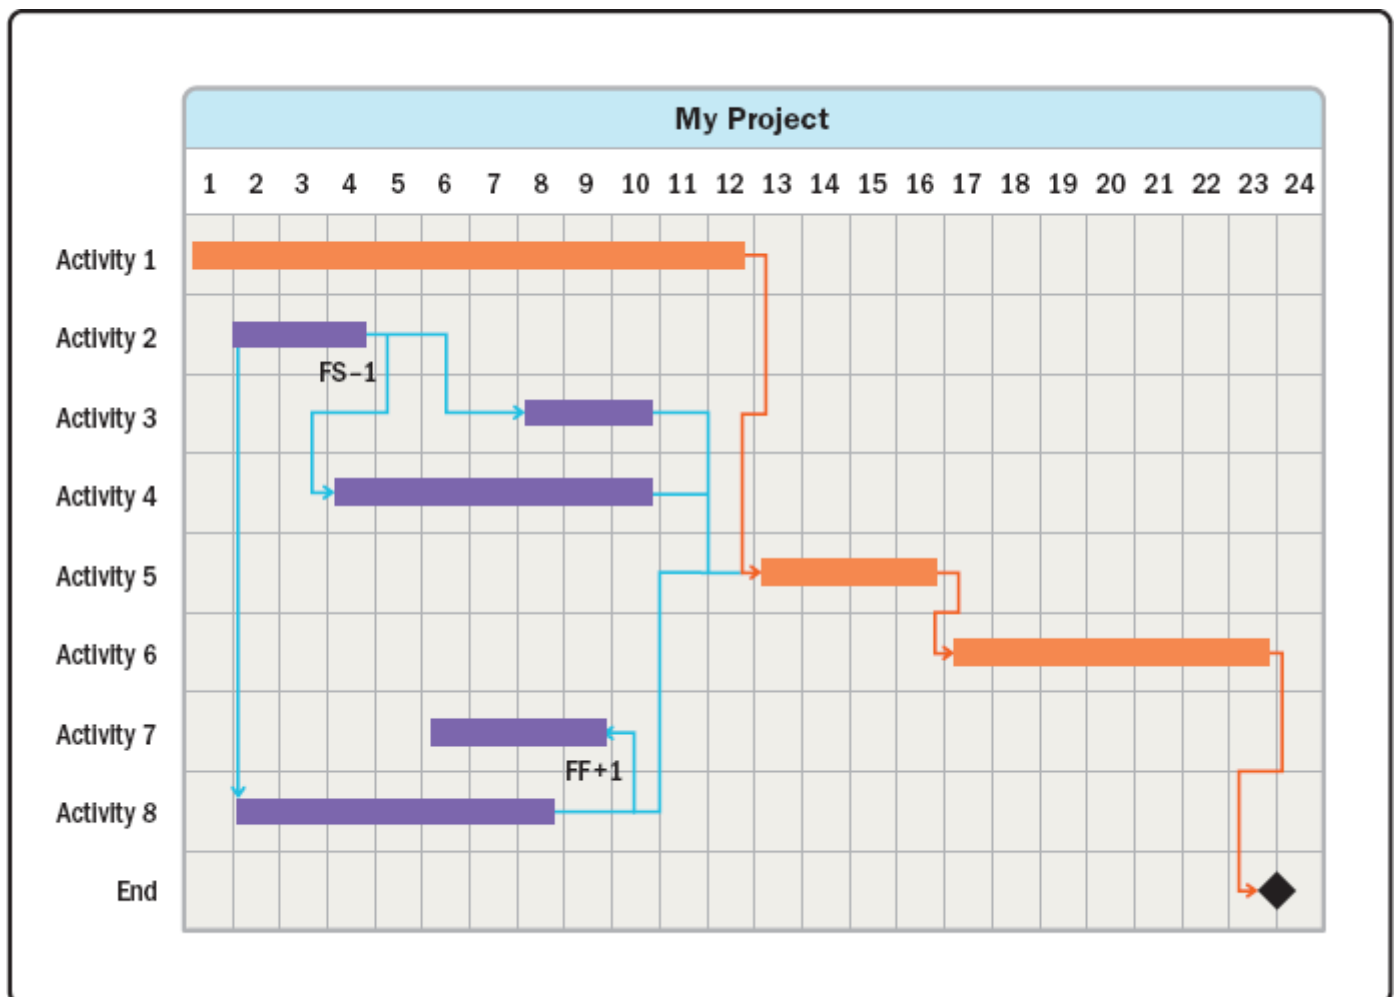 My Project
1 2 3 4 5 6 7 8 9 10 11 12 13 14 15 16 17 18 19 20 21 22 23 24
Activity 1
Activity 2
FS–1
Activity 3
Activity 4
Activity 5
Activity 6
Activity 7
FF+1
Activity 8
End